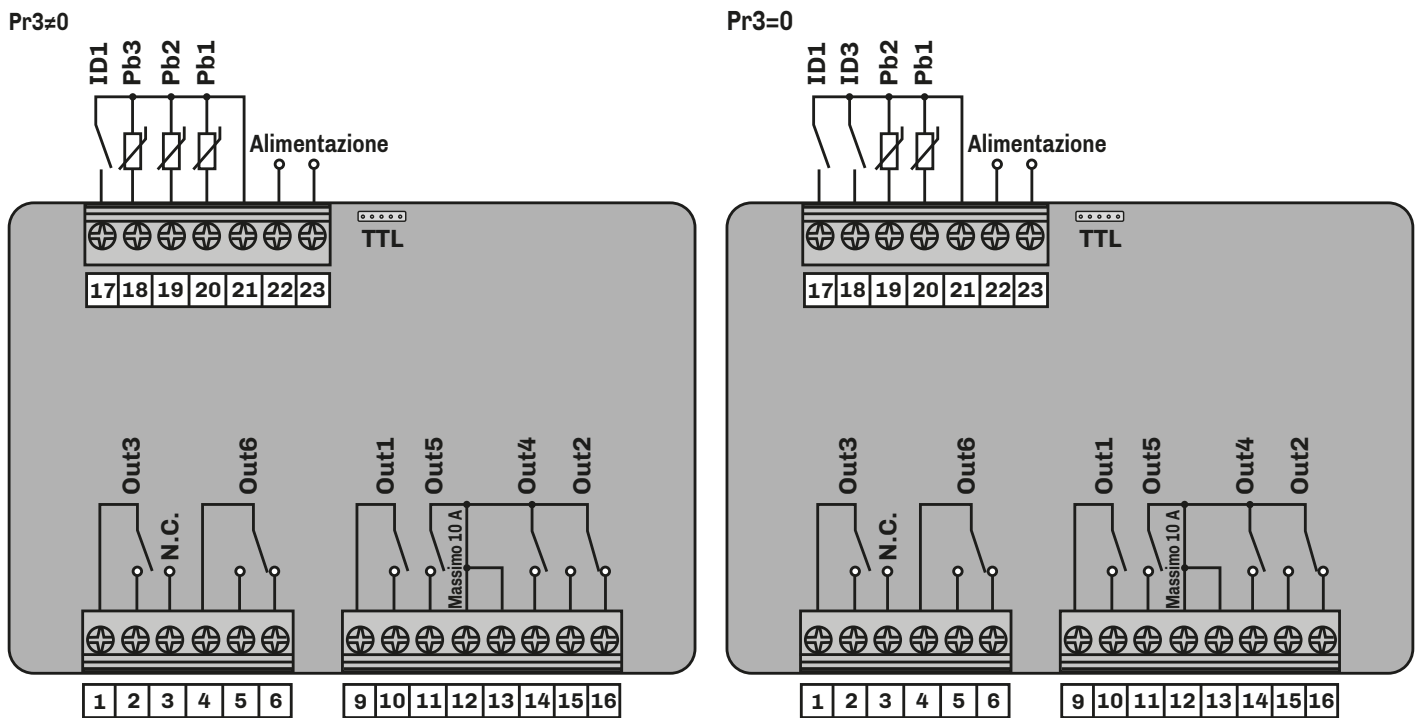 Pr3≠0
ID1
Pb3
Pb2
Pb1
Alimentazione
TTL
17 18 19 20 21 22 23
Out3
N.C.
Out6
Out1
Out5
Massimo 10 A
Out4
Out2
1 2 3 4 5 6
9 10 11 12 13 14 15 16
Pr3=0
ID1
ID3
Pb2
Pb1
Alimentazione
TTL
17 18 19 20 21 22 23
Out3
N.C.
Out6
Out1
Out5
Massimo 10 A
Out4
Out2
1 2 3 4 5 6
9 10 11 12 13 14 15 16